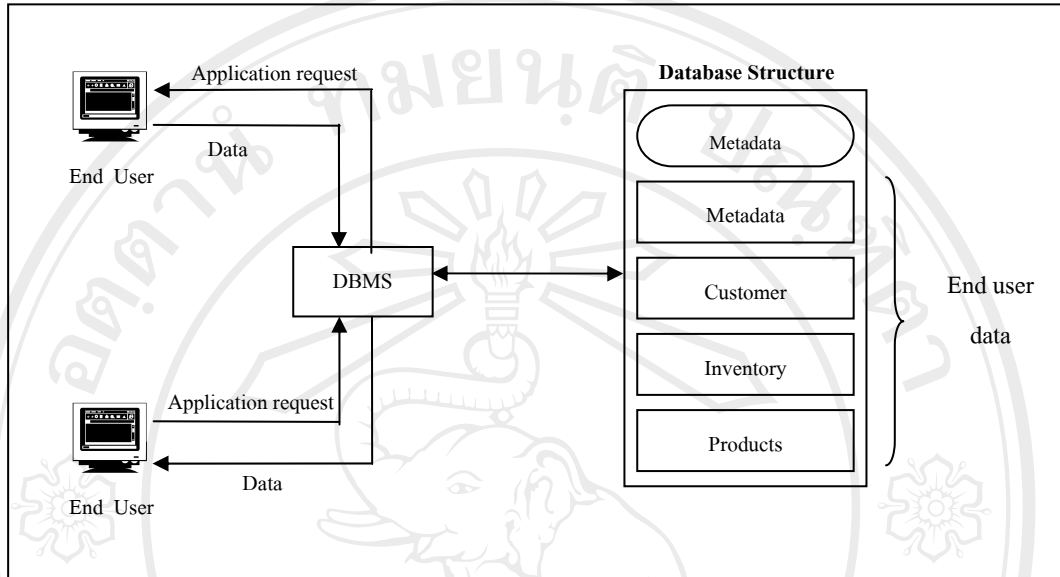 Application request
Data
End User
DBMS
Application request
Data
End User
Database Structure
Metadata
Metadata
Customer
Inventory
Products
End user
data